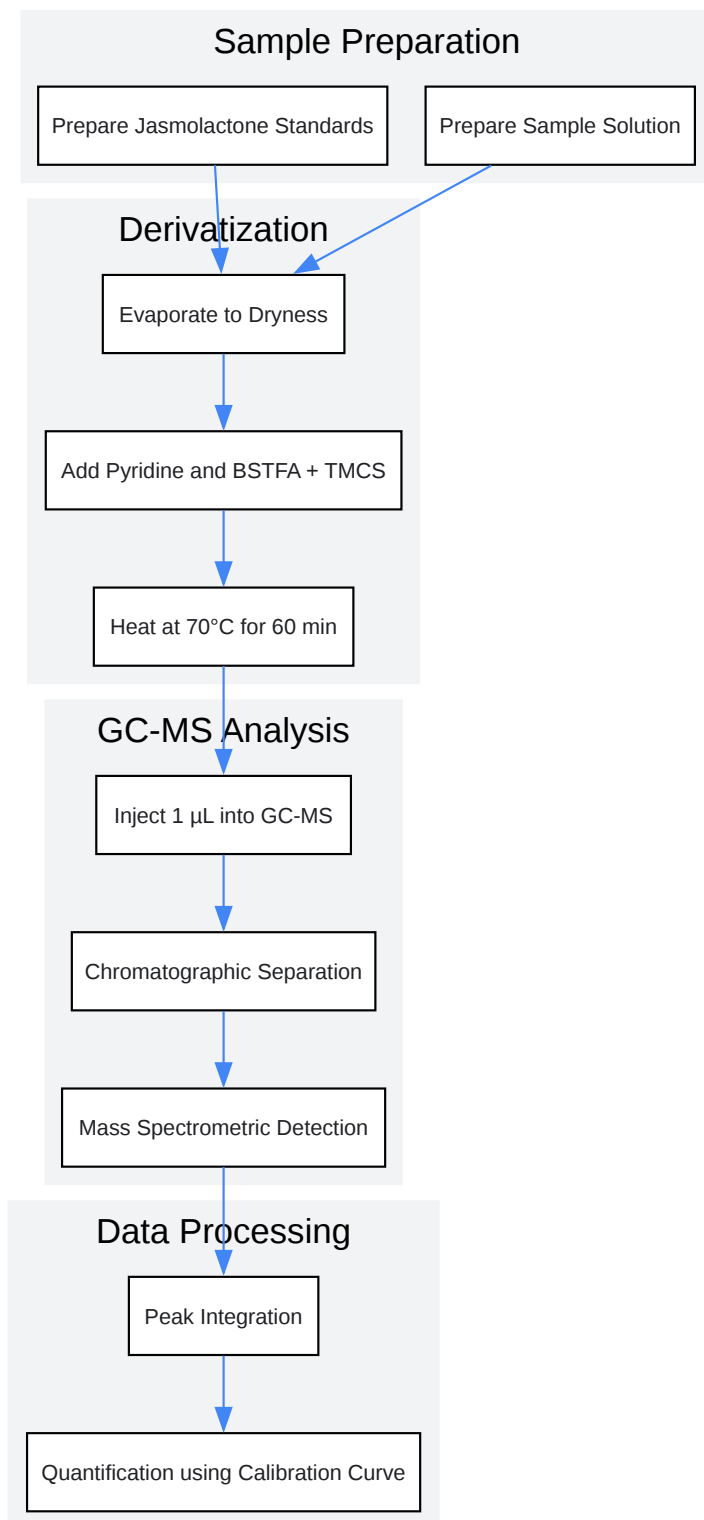 Sample Preparation
Prepare Jasmolactone Standards
Prepare Sample Solution
Derivatization
Evaporate to Dryness
Add Pyridine and BSTFA + TMCS
Heat at 70°C for 60 min
GC-MS Analysis
Inject 1 µL into GC-MS
Chromatographic Separation
Mass Spectrometric Detection
Data Processing
Peak Integration
Quantification using Calibration Curve